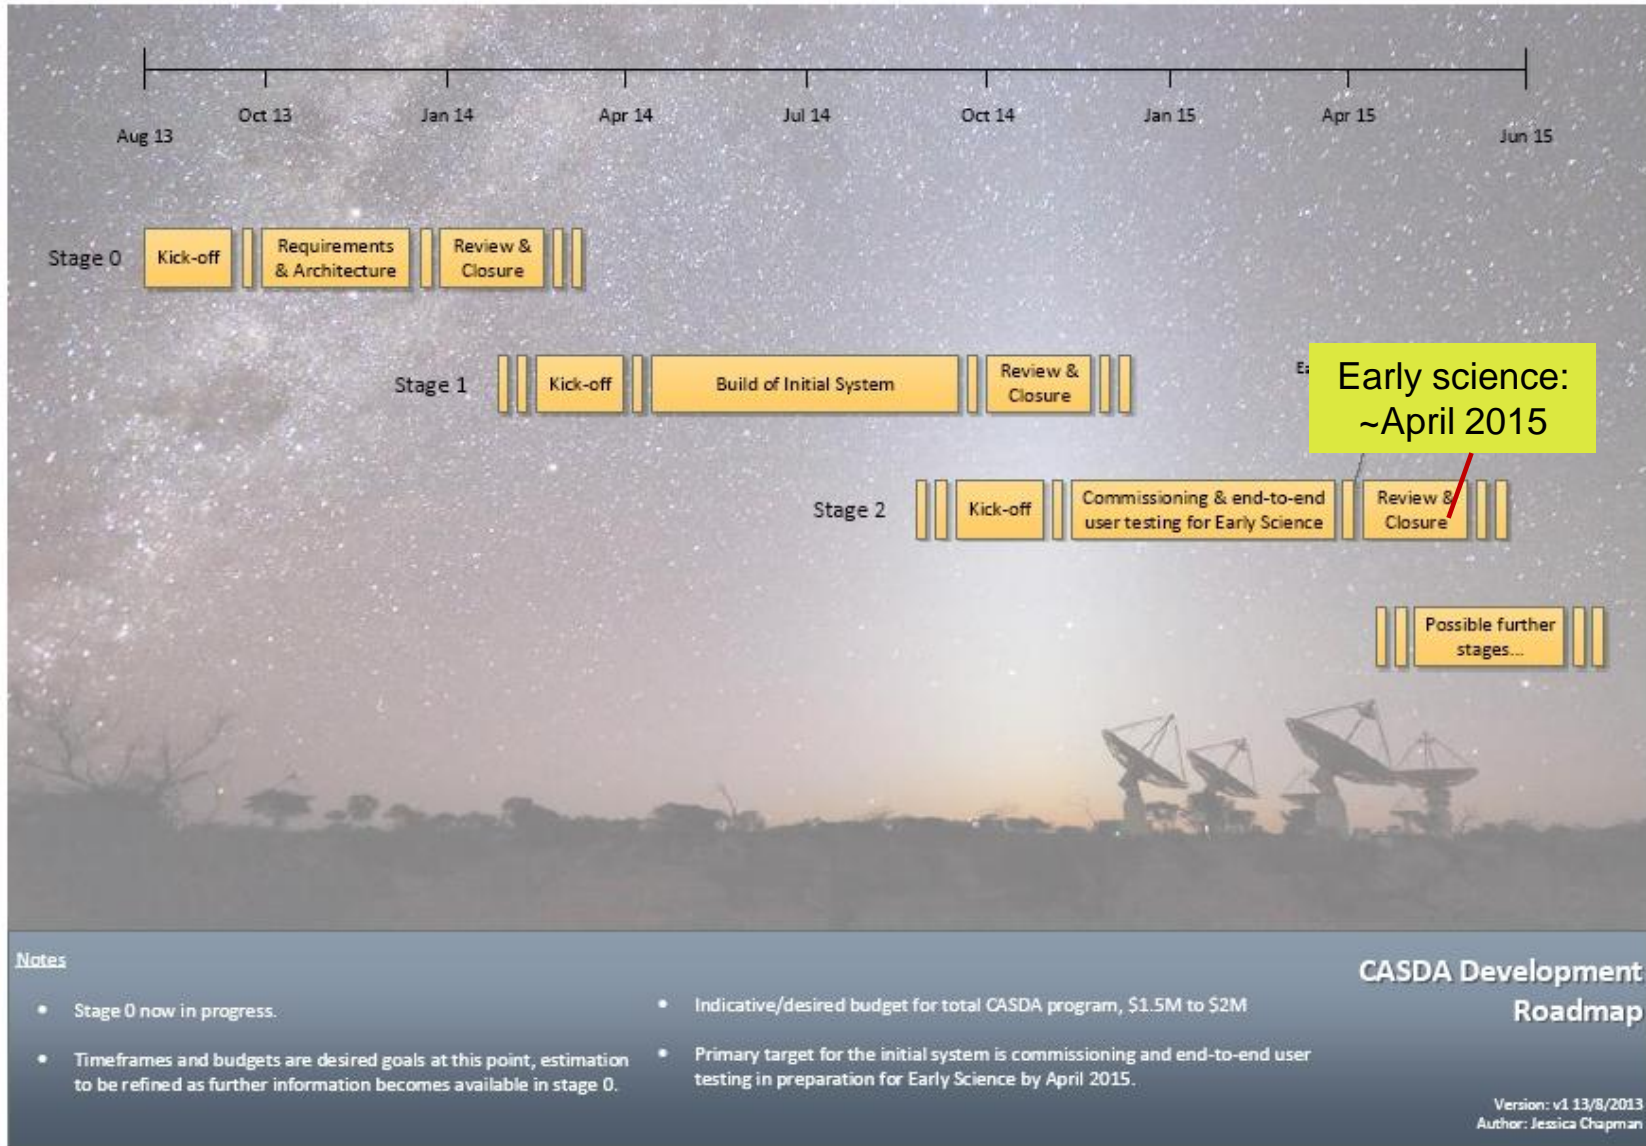 Aug 13
Oct 13
Jan 14
Apr 14
Jul 14
Oct 14
Jan 15
Apr 15
Jun 15
Stage 0
Kick-off
Requirements
& Architecture
Review &
Closure
Stage 1
Kick-off
Build of Initial System
Review &
Closure
Early science:
~April 2015
Stage 2
Kick-off
Commissioning & end-to-end
user testing for Early Science
Review &
Closure
Possible further
stages...
Notes
• Stage 0 now in progress.
• Timeframes and budgets are desired goals at this point, estimation
to be refined as further information becomes available in stage 0.
• Indicative/desired budget for total CASDA program, $1.5M to $2M
• Primary target for the initial system is commissioning and end-to-end user
testing in preparation for Early Science by April 2015.
CASDA Development
Roadmap
Version: v1 13/8/2013
Author: Jessica Chapman